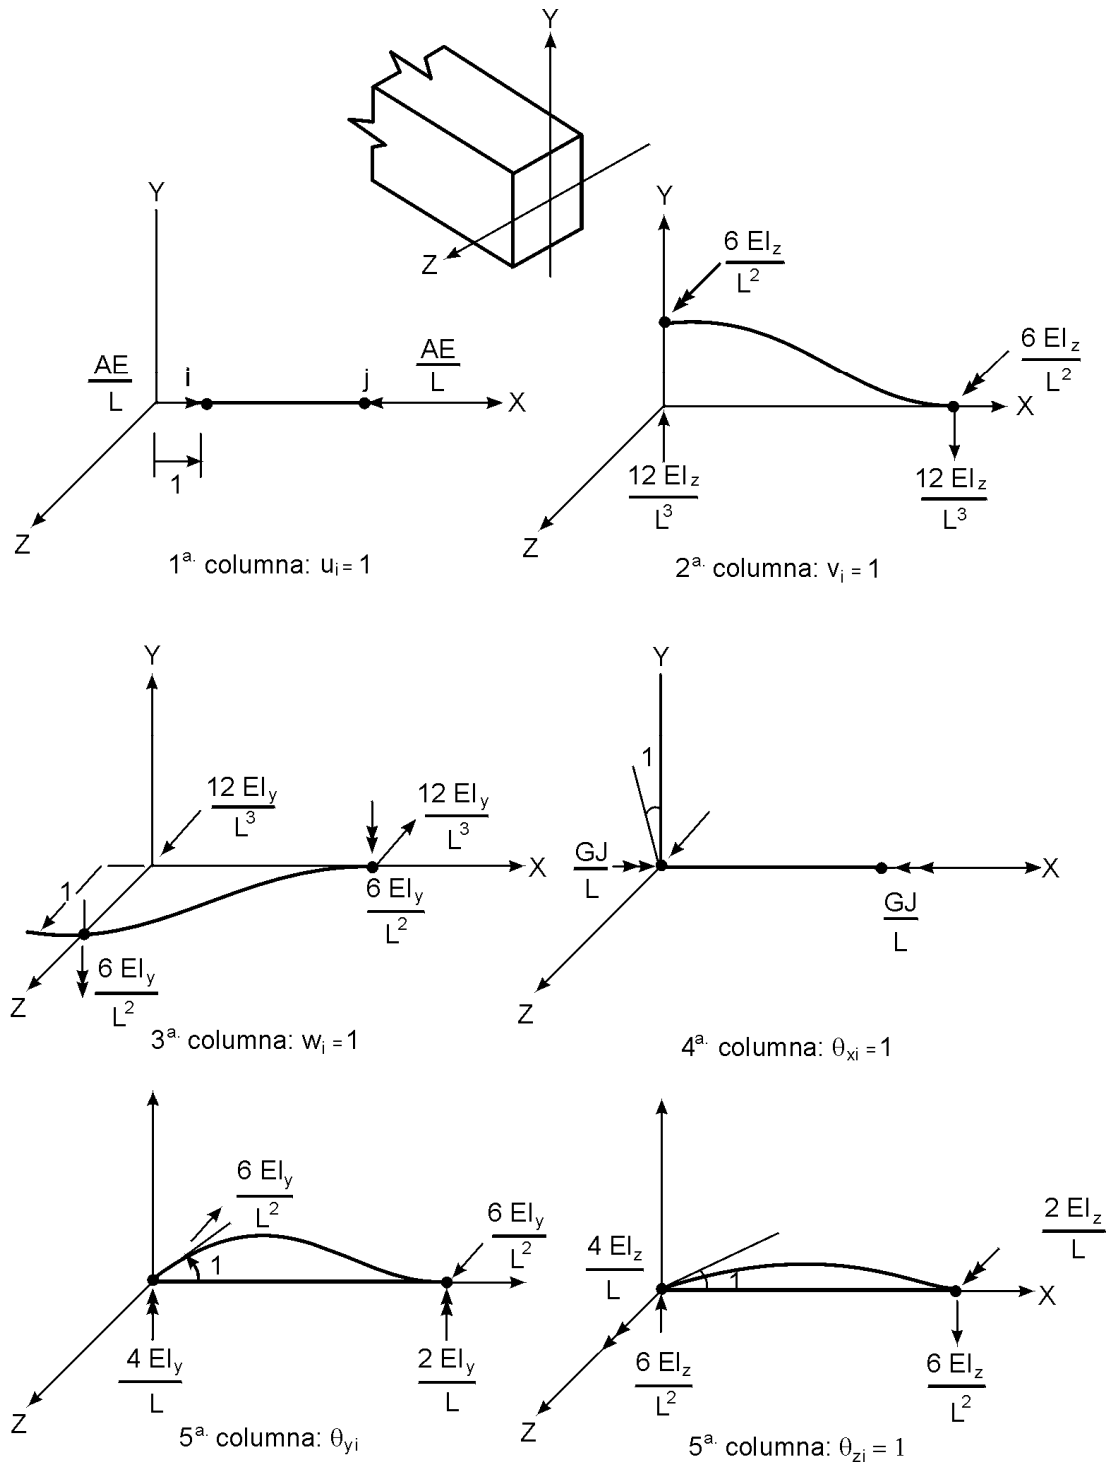 Y
Z
Y
AE/L
i
j
AE/L
X
1
Z
1ª. columna: uᵢ = 1
Y
6 EI_z/L²
6 EI_z/L²
X
12 EI_z/L³
12 EI_z/L³
Z
2ª. columna: vᵢ = 1
Y
12 EI_y/L³
12 EI_y/L³
X
1
6 EI_y/L²
6 EI_y/L²
Z
3ª. columna: wᵢ = 1
Y
1
GJ/L
X
GJ/L
Z
4ª. columna: θ_xi = 1
6 EI_y/L²
6 EI_y/L²
1
4 EI_y/L
2 EI_y/L
Z
5ª. columna: θ_yi
2 EI_z/L
4 EI_z/L
1
X
6 EI_z/L²
6 EI_z/L²
Z
5ª. columna: θ_zi = 1